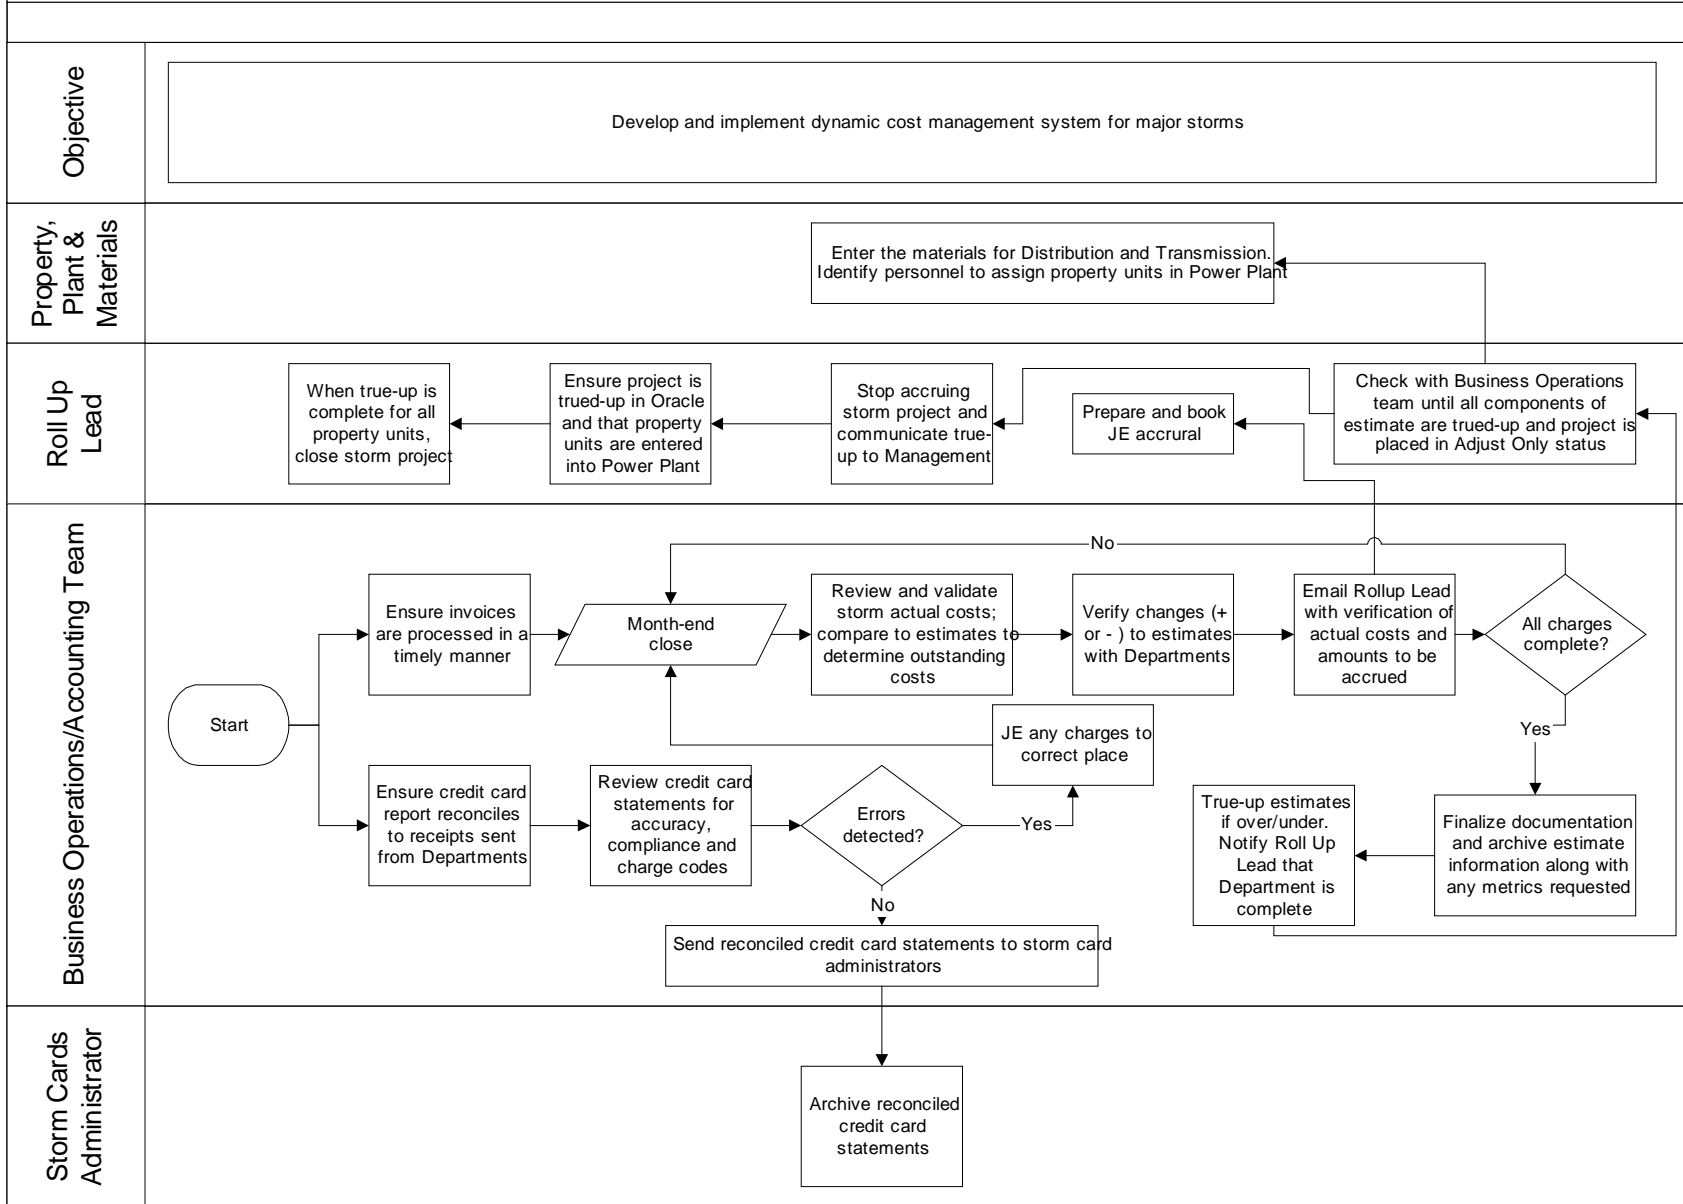 Objective
Develop and implement dynamic cost management system for major storms
Property,
Plant &
Materials
Enter the materials for Distribution and Transmission.
Identify personnel to assign property units in Power Plant
Roll Up
Lead
When true-up is
complete for all
property units,
close storm project
Ensure project is
trued-up in Oracle
and that property
units are entered
into Power Plant
Stop accruing
storm project and
communicate true-
up to Management
Prepare and book
JE accrural
Check with Business Operations
team until all components of
estimate are trued-up and project is
placed in Adjust Only status
Business Operations/Accounting Team
Start
Ensure invoices
are processed in a
timely manner
Month-end
close
Review and validate
storm actual costs;
compare to estimates to
determine outstanding
costs
Verify changes (+
or - ) to estimates
with Departments
Email Rollup Lead
with verification of
actual costs and
amounts to be
accrued
All charges
complete?
No
Yes
Ensure credit card
report reconciles
to receipts sent
from Departments
Review credit card
statements for
accuracy,
compliance and
charge codes
Errors
detected?
Yes
JE any charges to
correct place
No
Send reconciled credit card statements to storm card
administrators
Finalize documentation
and archive estimate
information along with
any metrics requested
True-up estimates
if over/under.
Notify Roll Up
Lead that
Department is
complete
Storm Cards
Administrator
Archive reconciled
credit card
statements